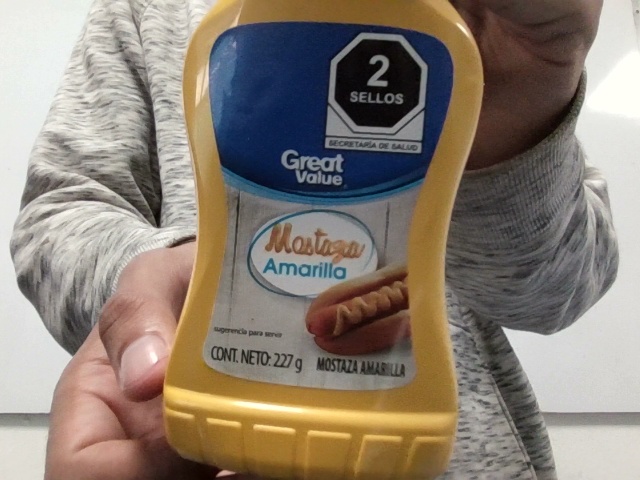 2
SELLOS
SECRETARÍA DE SALUD
Great
Value
Mostaza
Amarilla
sugerencia para servir
CONT. NETO: 227 g
MOSTAZA AMARILLA